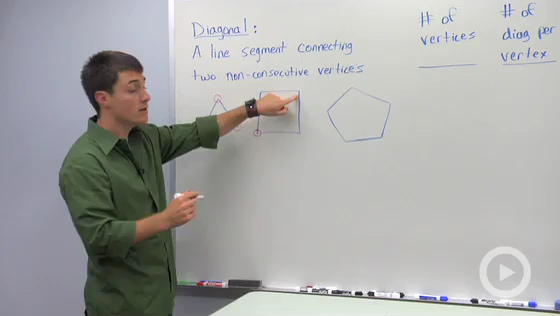 Diagonal:
A line segment connecting
two non-consecutive vertices
# of
vertices
# of
diag per
vertex